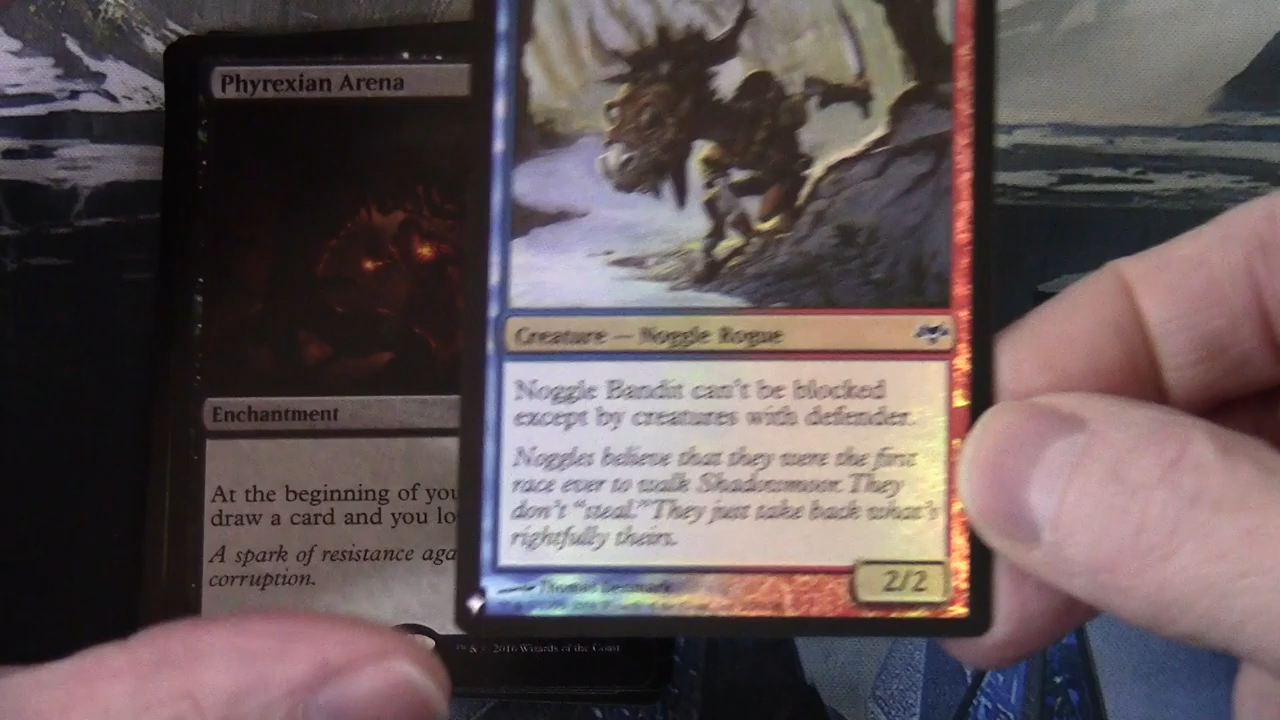 Phyrexian Arena
Enchantment
At the beginning of you
draw a card and you lo
A spark of resistance aga
corruption.
™ & © 2016 Wizards of the Coast
Creature — Noggle Rogue
Noggle Bandit can't be blocked
except by creatures with defender.
Noggles believe that they were the first
race ever to walk Shadowmoor. They
don't "steal." They just take back what's
rightfully theirs.
Thomas Denmark
2/2